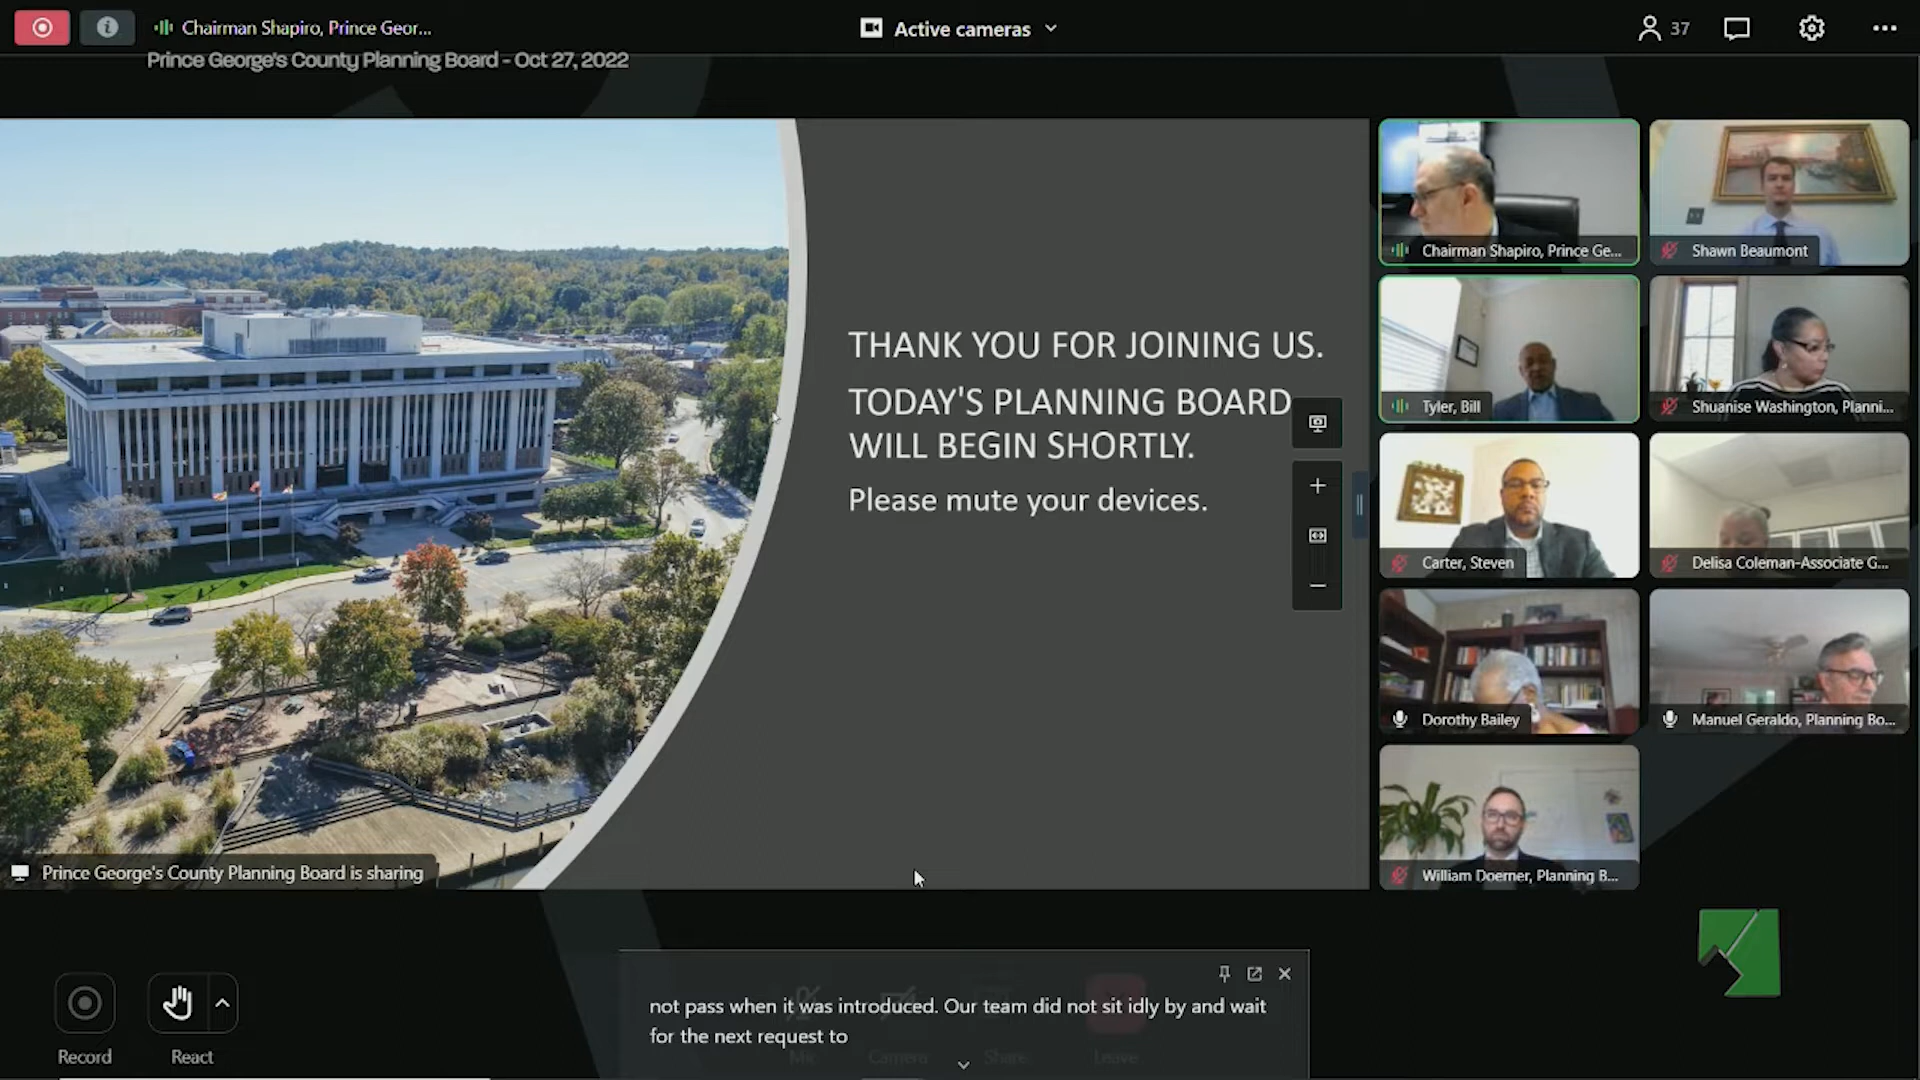 Chairman Shapiro, Prince Geor...
Active cameras
37
Prince George's County Planning Board - Oct 27, 2022
THANK YOU FOR JOINING US.
TODAY'S PLANNING BOARD
WILL BEGIN SHORTLY.
Please mute your devices.
Chairman Shapiro, Prince Ge...
Shawn Beaumont
Tyler, Bill
Shuanise Washington, Planni...
Carter, Steven
Delisa Coleman-Associate G...
Dorothy Bailey
Manuel Geraldo, Planning Bo...
William Doerner, Planning B...
Prince George's County Planning Board is sharing
not pass when it was introduced. Our team did not sit idly by and wait
for the next request to
Record
React
Mic
Camera
Share
Leave